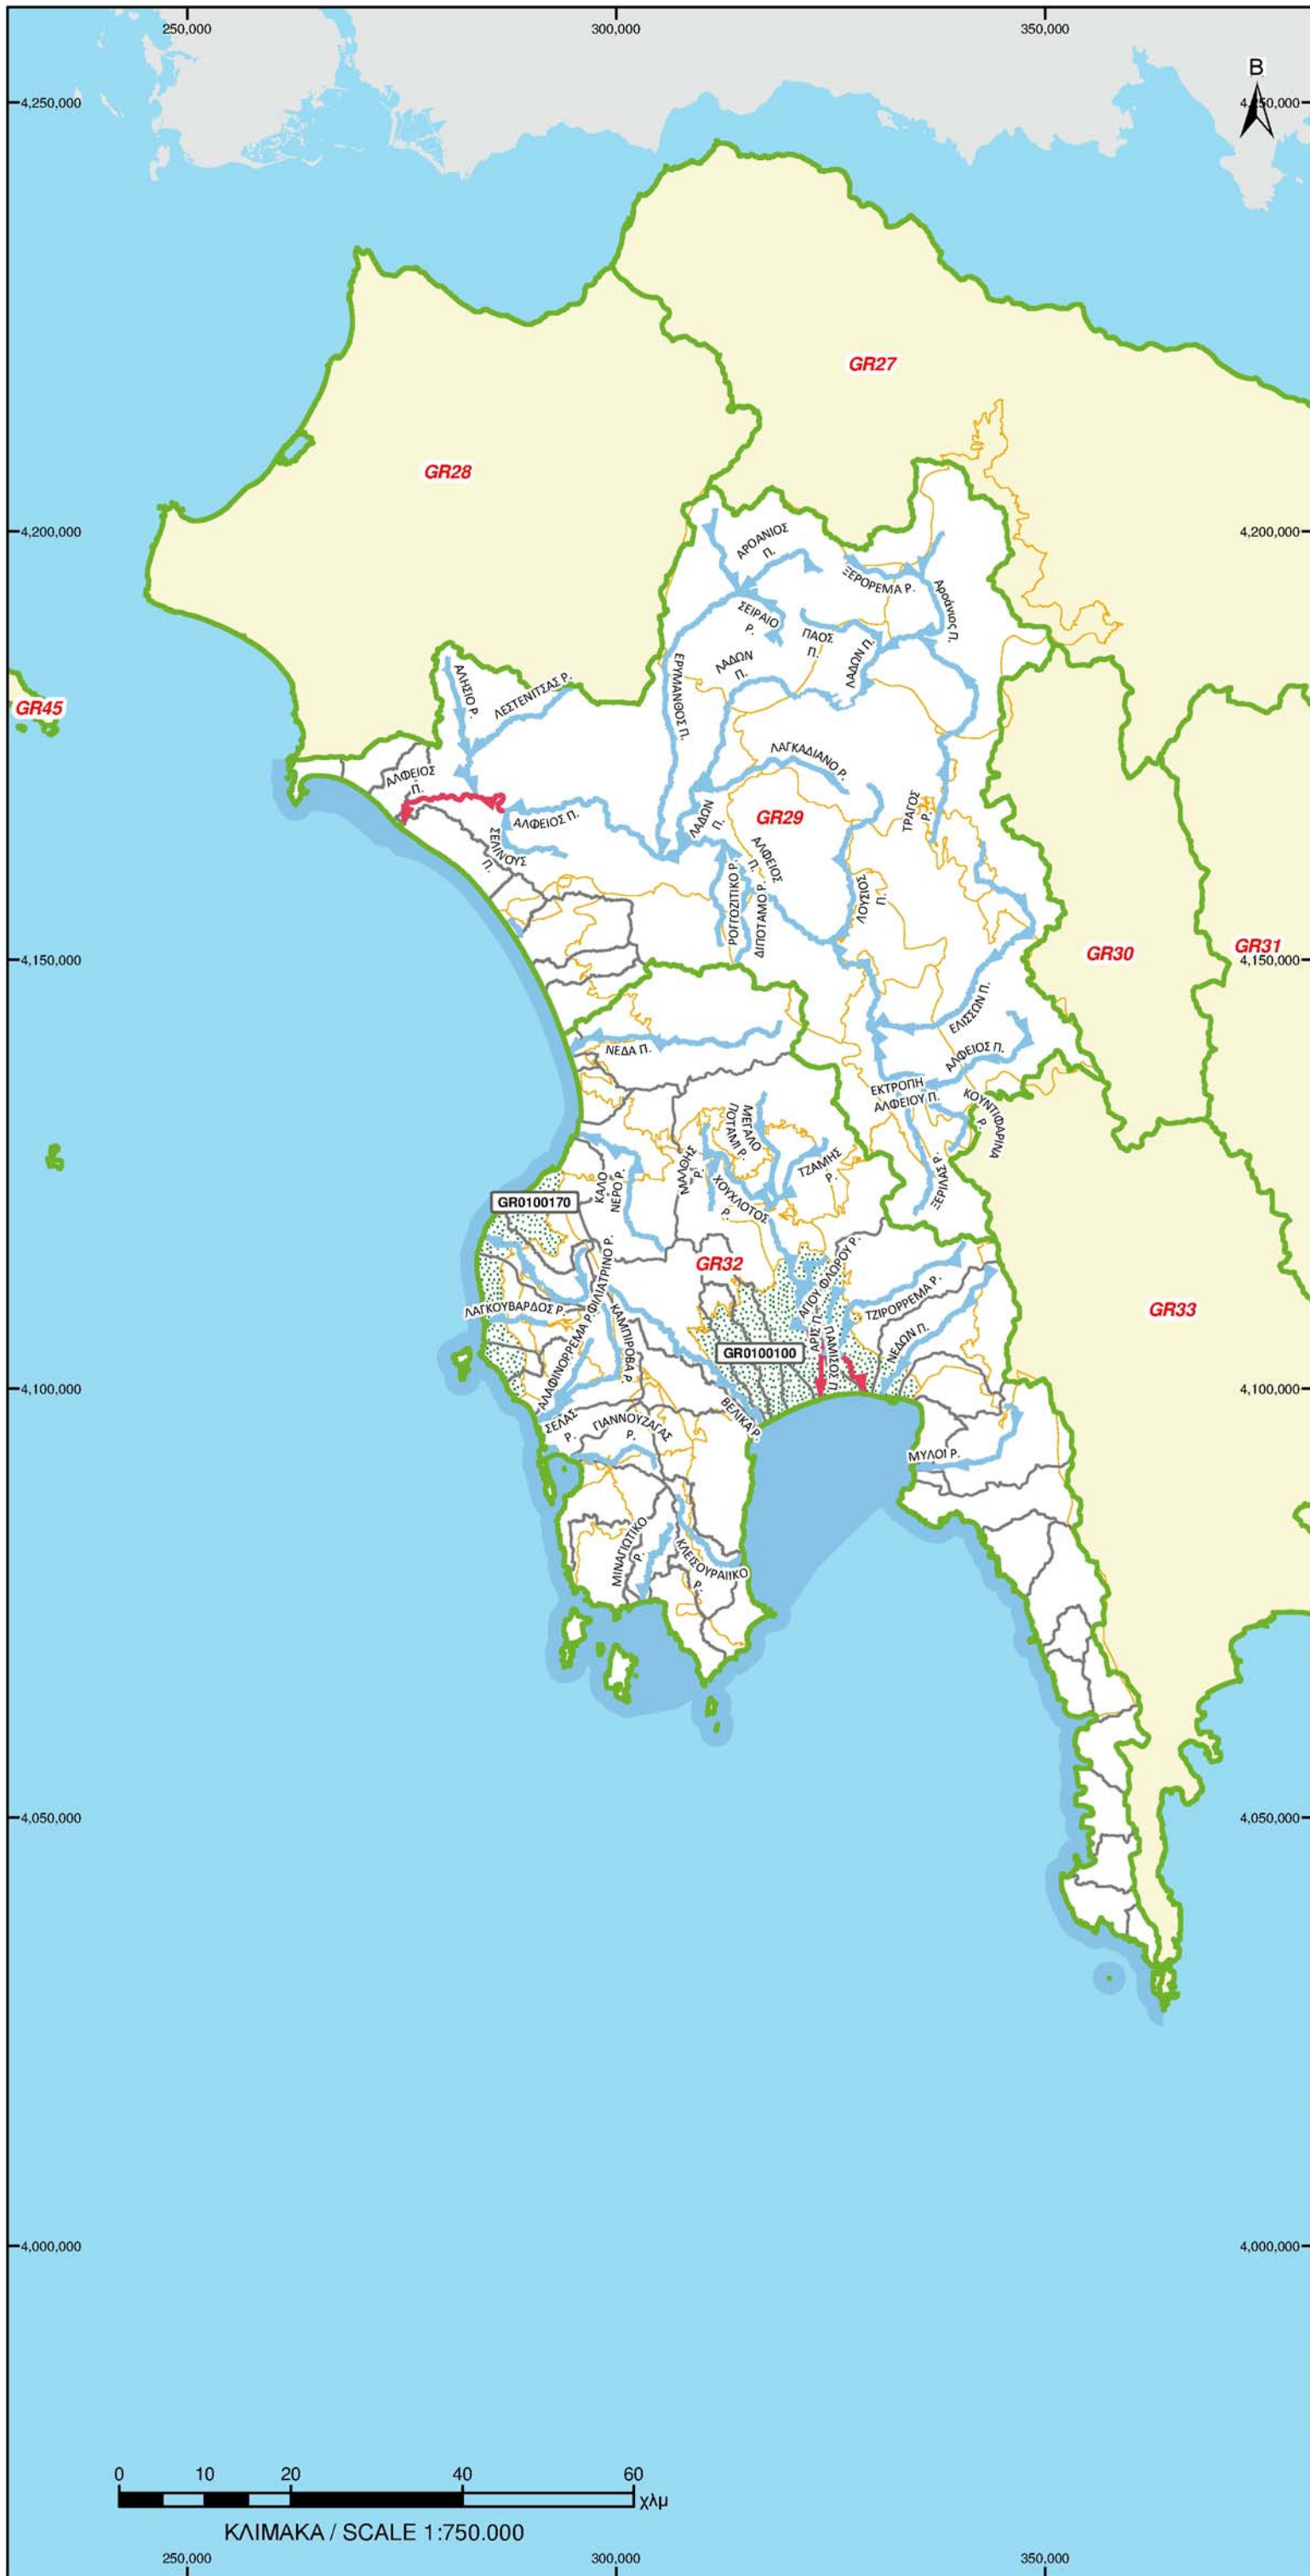 250,000
300,000
350,000
Β
4,250,000
4,250,000
GR27
GR28
4,200,000
4,200,000
ΑΡΟΑΝΙΟΣ
Π.
ΞΕΡΟΡΕΜΑ Ρ.
Αροάνιος Π.
ΣΕΙΡΑΙΟ
Ρ.
ΠΑΟΣ
Π.
ΛΑΔΩΝ Π.
ΛΑΔΩΝ
Π.
ΕΡΥΜΑΝΘΟΣ Π.
ΑΛΗΣΙΟ Ρ.
ΛΕΣΤΕΝΙΤΣΑΣ Ρ.
GR45
ΛΑΓΚΑΔΙΑΝΟ Ρ.
ΑΛΦΕΙΟΣ
Π.
ΑΛΦΕΙΟΣ Π.
ΛΑΔΩΝ
Π.
GR29
ΤΡΑΓΟΣ
Ρ.
ΣΕΛΙΝΟΥΣ
Π.
ΑΛΦΕΙΟΣ
Π.
ΡΟΓΓΟΖΙΤΙΚΟ Ρ.
ΔΙΠΟΤΑΜΟ Ρ.
ΛΟΥΣΙΟΣ
Π.
GR30
GR31
4,150,000
4,150,000
ΕΛΙΣΣΩΝ Π.
ΝΕΔΑ Π.
ΑΛΦΕΙΟΣ Π.
ΕΚΤΡΟΠΗ
ΑΛΦΕΙΟΥ Π.
ΚΟΥΝΤΙΦΑΡΙΝΑ
Ρ.
ΜΕΓΑΛΟ
ΠΟΤΑΜΙ Ρ.
ΜΑΛΘΗΣ
Ρ.
ΤΖΑΜΗΣ
Ρ.
ΞΕΡΙΛΑΣ Ρ.
ΚΑΛΟ
ΝΕΡΟ Ρ.
ΧΟΥΧΛΟΤΟΣ
Ρ.
GR0100170
GR32
ΦΙΛΙΑΤΡΙΝΟ Ρ.
ΑΓΙΟΥ ΦΛΩΡΟΥ Ρ.
ΤΖΙΡΟΡΡΕΜΑ Ρ.
GR33
ΛΑΓΚΟΥΒΑΡΔΟΣ Ρ.
ΚΑΜΠΙΡΟΒΑ Ρ.
ΑΡΙΣ Π.
ΠΑΜΙΣΟΣ Π.
ΝΕΔΩΝ Π.
GR0100100
ΛΑΦΙΝΟΡΡΕΜΑ Ρ.
4,100,000
4,100,000
ΒΕΛΙΚΑ Ρ.
ΣΕΛΑΣ
Ρ.
ΓΙΑΝΝΟΥΖΑΓΑΣ
Ρ.
ΜΥΛΟΙ Ρ.
ΜΙΝΑΓΙΩΤΙΚΟ
Ρ.
ΚΛΕΙΣΟΥΡΑΙΙΚΟ
Ρ.
4,050,000
4,050,000
4,000,000
4,000,000
0 10 20 40 60
χλμ
ΚΛΙΜΑΚΑ / SCALE 1:750.000
250,000
300,000
350,000